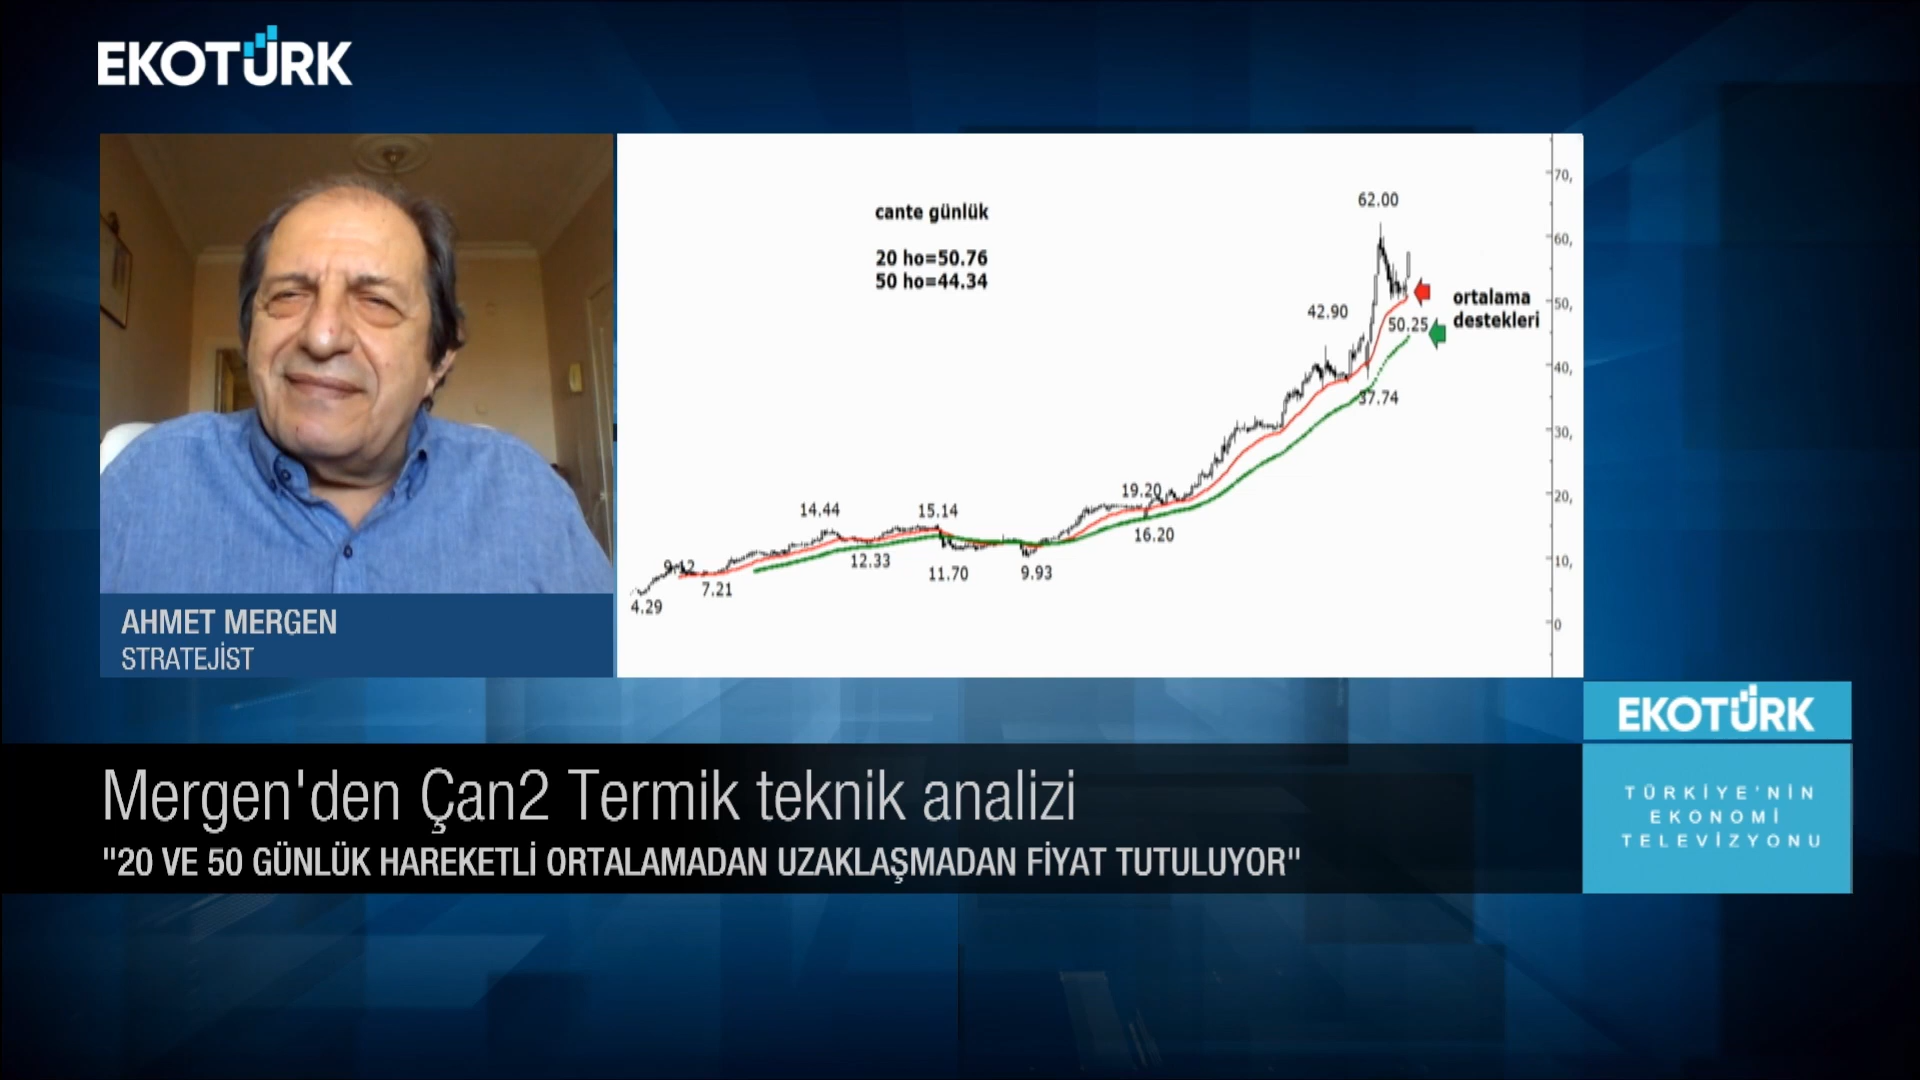 EKOTÜRK
cante günlük
20 ho=50.76
50 ho=44.34
62.00
42.90
50.25
ortalama
destekleri
37.74
19.20
16.20
14.44
15.14
12.33
11.70
9.93
9.12
7.21
4.29
70,
60,
50,
40,
30,
20,
10,
0
AHMET MERGEN
STRATEJİST
EKOTÜRK
TÜRKİYE'NİN
EKONOMİ
TELEVİZYONU
Mergen'den Çan2 Termik teknik analizi
"20 VE 50 GÜNLÜK HAREKETLİ ORTALAMADAN UZAKLAŞMADAN FİYAT TUTULUYOR"